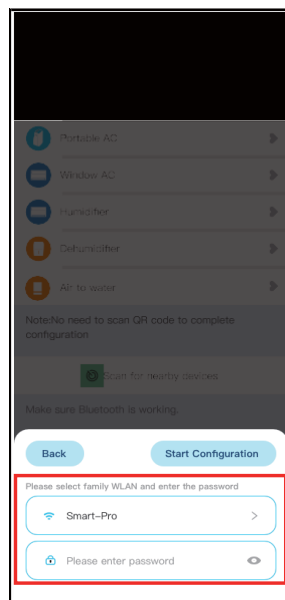 Portable AC
Window AC
Humidifier
Dehumidifier
Air to water
Note:No need to scan QR code to complete
configuration
Scan for nearby devices
Make sure Bluetooth is working.
Back
Start Configuration
Please select family WLAN and enter the password
Smart-Pro
Please enter password